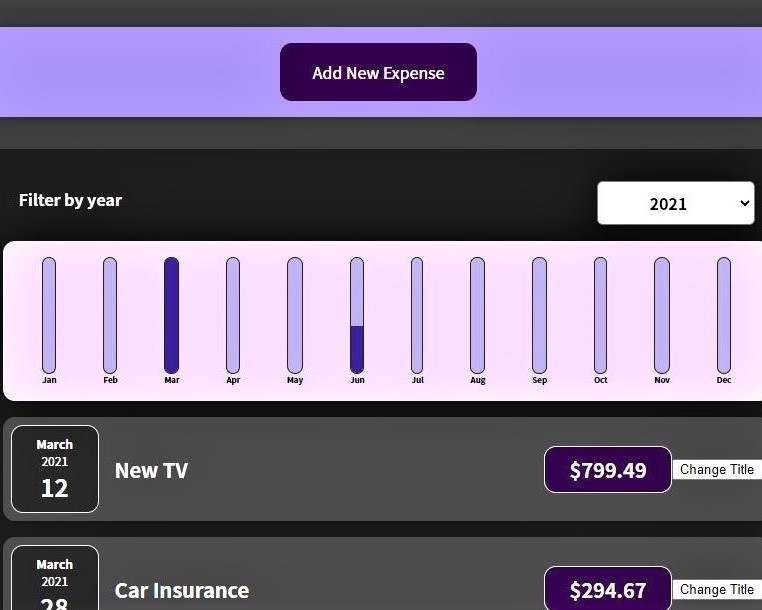 Add New Expense
Filter by year
2021
Jan Feb Mar Apr May Jun Jul Aug Sep Oct Nov Dec
March
2021
12
New TV
$799.49
Change Title
March
2021
28
Car Insurance
$294.67
Change Title